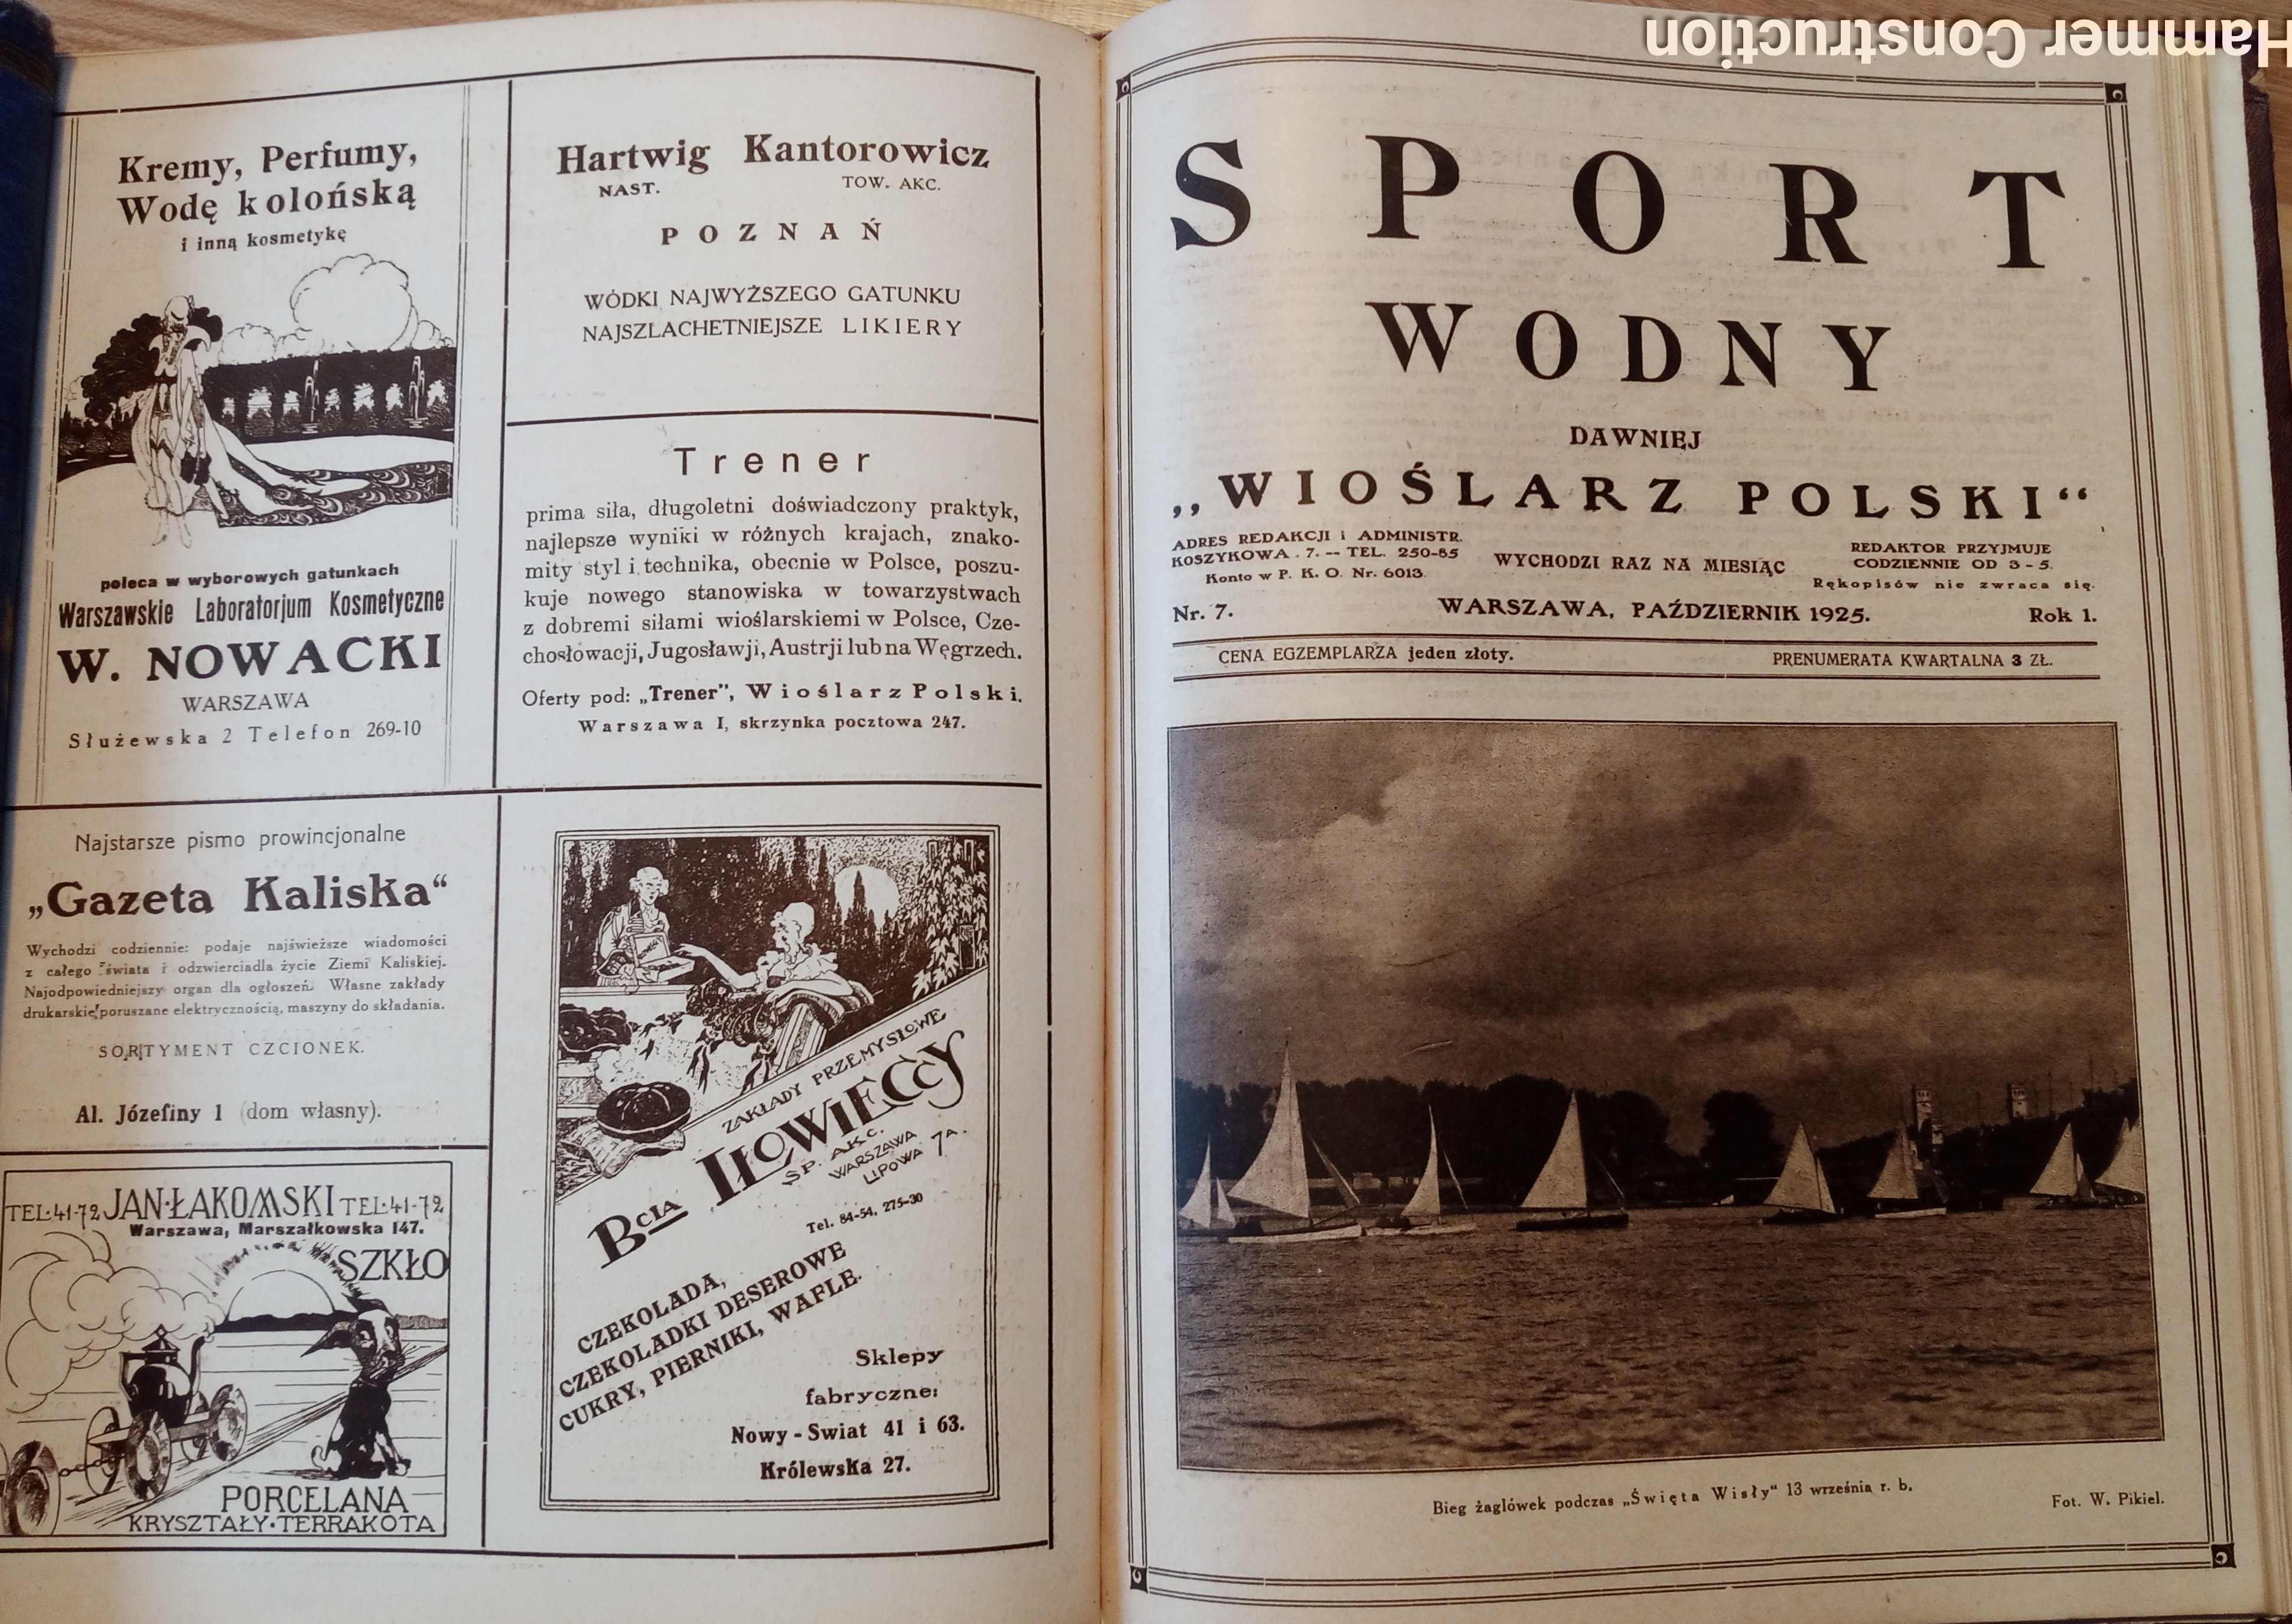 Kremy, Perfumy,
Wodę kolońską
i inną kosmetykę
poleca w wyborowych gatunkach
Warszawskie Laboratorjum Kosmetyczne
W. NOWACKI
WARSZAWA
Służewska 2 Telefon 269-10
Hartwig Kantorowicz
NAST. TOW. AKC.
POZNAŃ
WÓDKI NAJWYŻSZEGO GATUNKU
NAJSZLACHETNIEJSZE LIKIERY
Trener
prima siła, długoletni doświadczony praktyk,
najlepsze wyniki w różnych krajach, znako-
mity styl i technika, obecnie w Polsce, poszu-
kuje nowego stanowiska w towarzystwach
z dobremi siłami wioślarskiemi w Polsce, Cze-
chosłowacji, Jugosławji, Austrji lub na Węgrzech.
Oferty pod: „Trener”, Wioślarz Polski.
Warszawa I, skrzynka pocztowa 247.
Najstarsze pismo prowincjonalne
„Gazeta Kaliska“
Wychodzi codziennie: podaje najświeższe wiadomości
z całego świata i odzwierciadla życie Ziemi Kaliskiej.
Najodpowiedniejszy organ dla ogłoszeń. Własne zakłady
drukarskie poruszane elektrycznością, maszyny do składania.
SORTYMENT CZCIONEK.
Al. Józefiny 1 (dom własny).
TEL·41-72 JAN·ŁAKOMSKI TEL·41-72
Warszawa, Marszałkowska 147.
SZKŁO
PORCELANA
KRYSZTAŁY·TERRAKOTA
ZAKŁADY PRZEMYSŁOWE
BCIA IŁOWIECCY
SP. AKC.
WARSZAWA
LIPOWA 7A.
Tel. 84-54, 275-30
CZEKOLADA,
CZEKOLADKI DESEROWE
CUKRY, PIERNIKI, WAFLE.
Sklepy
fabryczne:
Nowy-Swiat 41 i 63.
Królewska 27.
Hammer Construction
SPORT
WODNY
DAWNIEJ
„WIOŚLARZ POLSKI“
ADRES REDAKCJI i ADMINISTR.
KOSZYKOWA 7. -- TEL. 250-85
Konto w P. K. O. Nr. 6013
WYCHODZI RAZ NA MIESIĄC
REDAKTOR PRZYJMUJE
CODZIENNIE OD 3-5.
Rękopisów nie zwraca się.
Nr. 7. WARSZAWA, PAŹDZIERNIK 1925. Rok 1.
CENA EGZEMPLARZA jeden złoty. PRENUMERATA KWARTALNA 3 ZŁ.
Bieg żaglówek podczas „Święta Wisły“ 13 września r. b.
Fot. W. Pikiel.